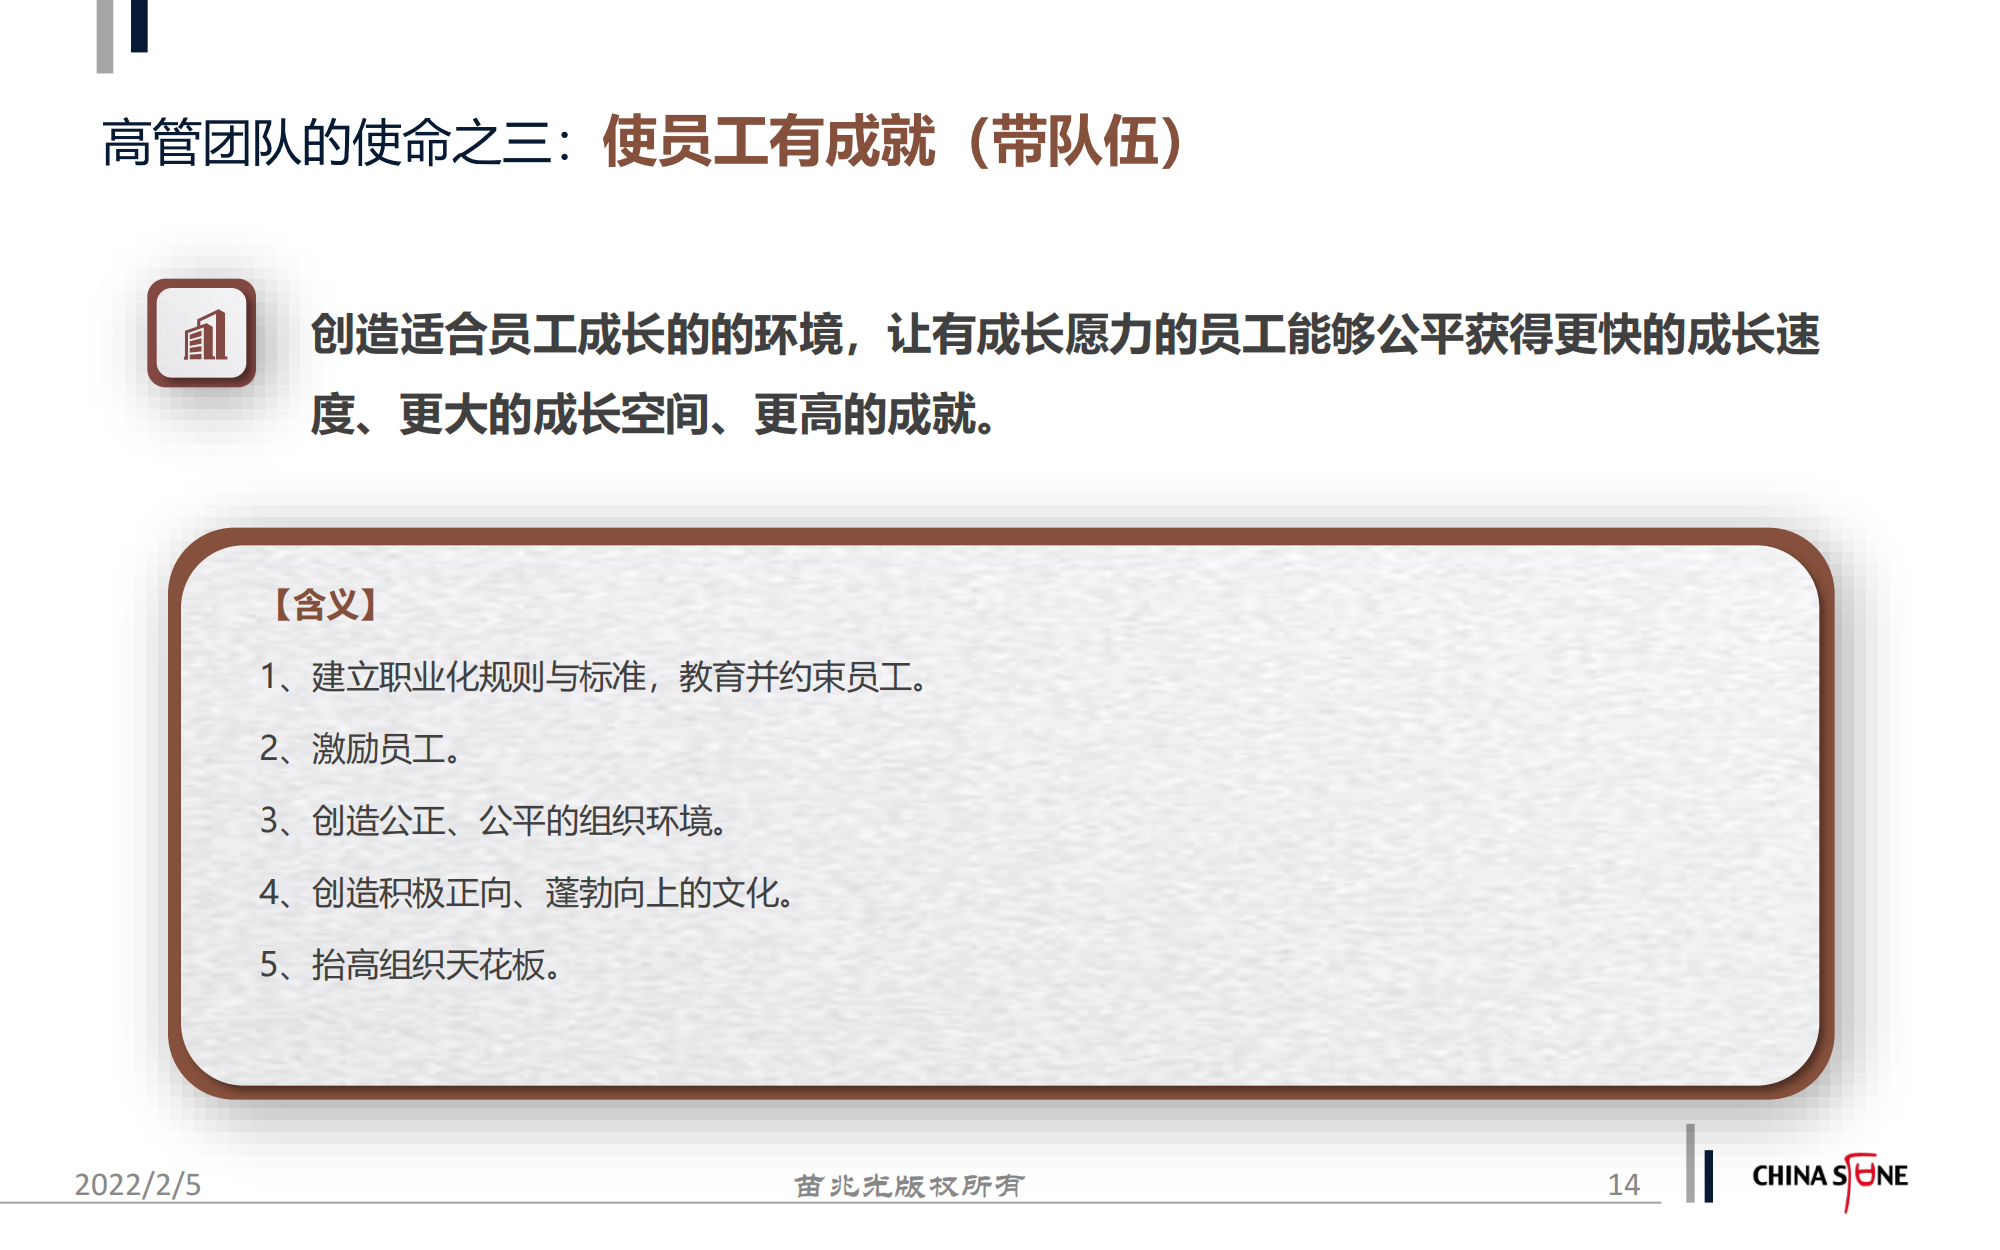 高管团队的使命之三：使员工有成就（带队伍）
创造适合员工成长的的环境，让有成长愿力的员工能够公平获得更快的成长速
度、更大的成长空间、更高的成就。
【含义】
1、建立职业化规则与标准，教育并约束员工。
2、激励员工。
3、创造公正、公平的组织环境。
4、创造积极正向、蓬勃向上的文化。
5、抬高组织天花板。
2022/2/5
苗兆光版权所有
14
CHINA STONE